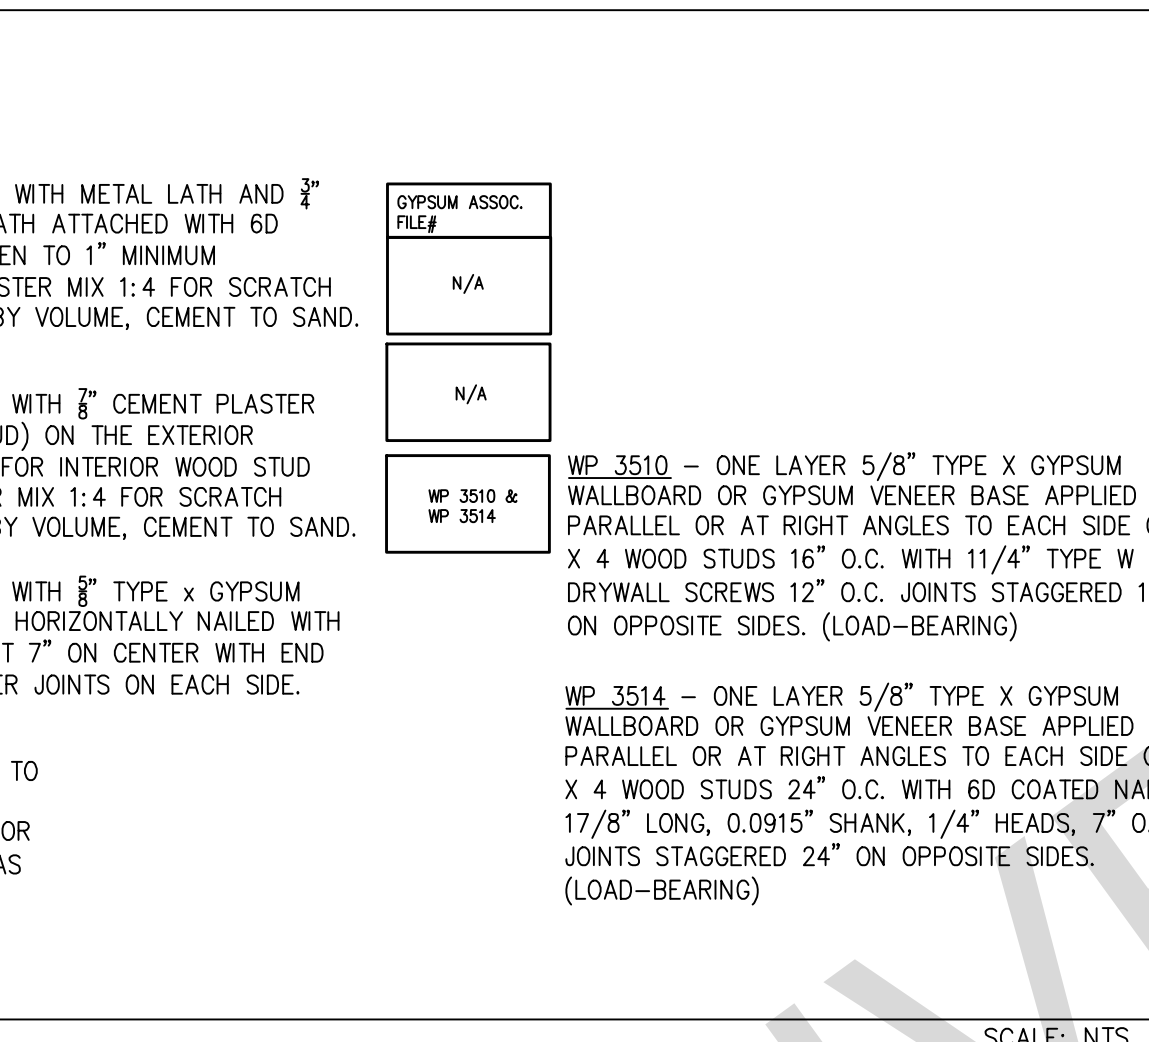 WITH METAL LATH AND 3/4"
ATH ATTACHED WITH 6D
EN TO 1" MINIMUM
STER MIX 1:4 FOR SCRATCH
BY VOLUME, CEMENT TO SAND.
WITH 7/8" CEMENT PLASTER
UD) ON THE EXTERIOR
FOR INTERIOR WOOD STUD
R MIX 1:4 FOR SCRATCH
BY VOLUME, CEMENT TO SAND.
WITH 5/8" TYPE x GYPSUM
HORIZONTALLY NAILED WITH
T 7" ON CENTER WITH END
ER JOINTS ON EACH SIDE.
TO
OR
AS
GYPSUM ASSOC.
FILE#
N/A
N/A
WP 3510 &
WP 3514
WP 3510 – ONE LAYER 5/8" TYPE X GYPSUM
WALLBOARD OR GYPSUM VENEER BASE APPLIED
PARALLEL OR AT RIGHT ANGLES TO EACH SIDE
X 4 WOOD STUDS 16" O.C. WITH 11/4" TYPE W
DRYWALL SCREWS 12" O.C. JOINTS STAGGERED 1
ON OPPOSITE SIDES. (LOAD–BEARING)
WP 3514 – ONE LAYER 5/8" TYPE X GYPSUM
WALLBOARD OR GYPSUM VENEER BASE APPLIED
PARALLEL OR AT RIGHT ANGLES TO EACH SIDE
X 4 WOOD STUDS 24" O.C. WITH 6D COATED NA
17/8" LONG, 0.0915" SHANK, 1/4" HEADS, 7" O.
JOINTS STAGGERED 24" ON OPPOSITE SIDES.
(LOAD–BEARING)
SCALE: NTS